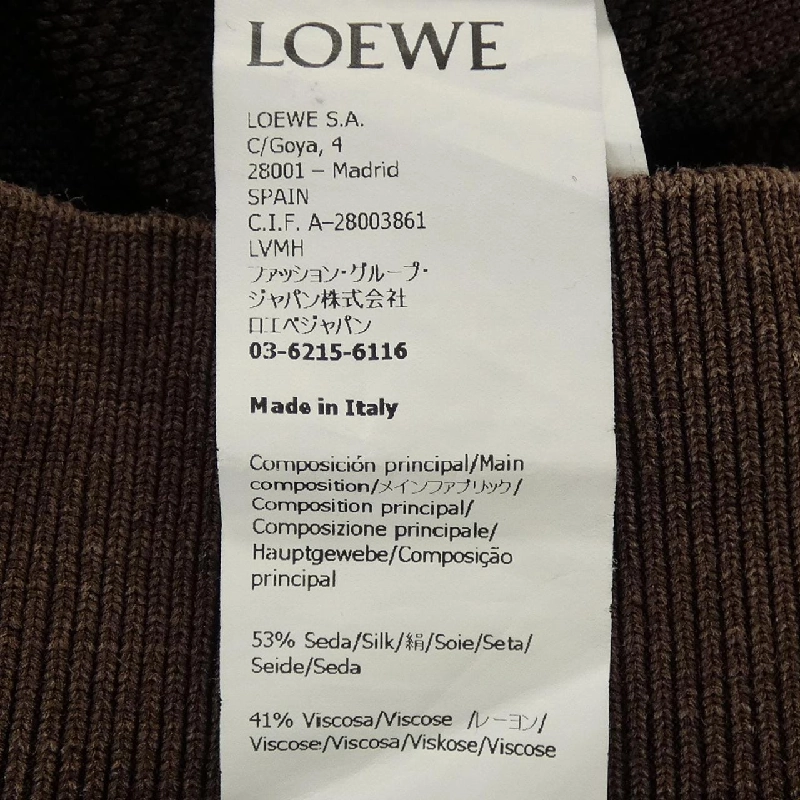 LOEWE
LOEWE S.A.
C/Goya, 4
28001 – Madrid
SPAIN
C.I.F. A-28003861
LVMH
ファッション・グループ・
ジャパン株式会社
ロエベジャパン
03-6215-6116
Made in Italy
Composición principal/Main
composition/メインファブリック/
Composition principal/
Composizione principale/
Hauptgewebe/Composição
principal
53% Seda/Silk/絹/Soie/Seta/
Seide/Seda
41% Viscosa/Viscose /レーヨン/
Viscose/Viscosa/Viskose/Viscose